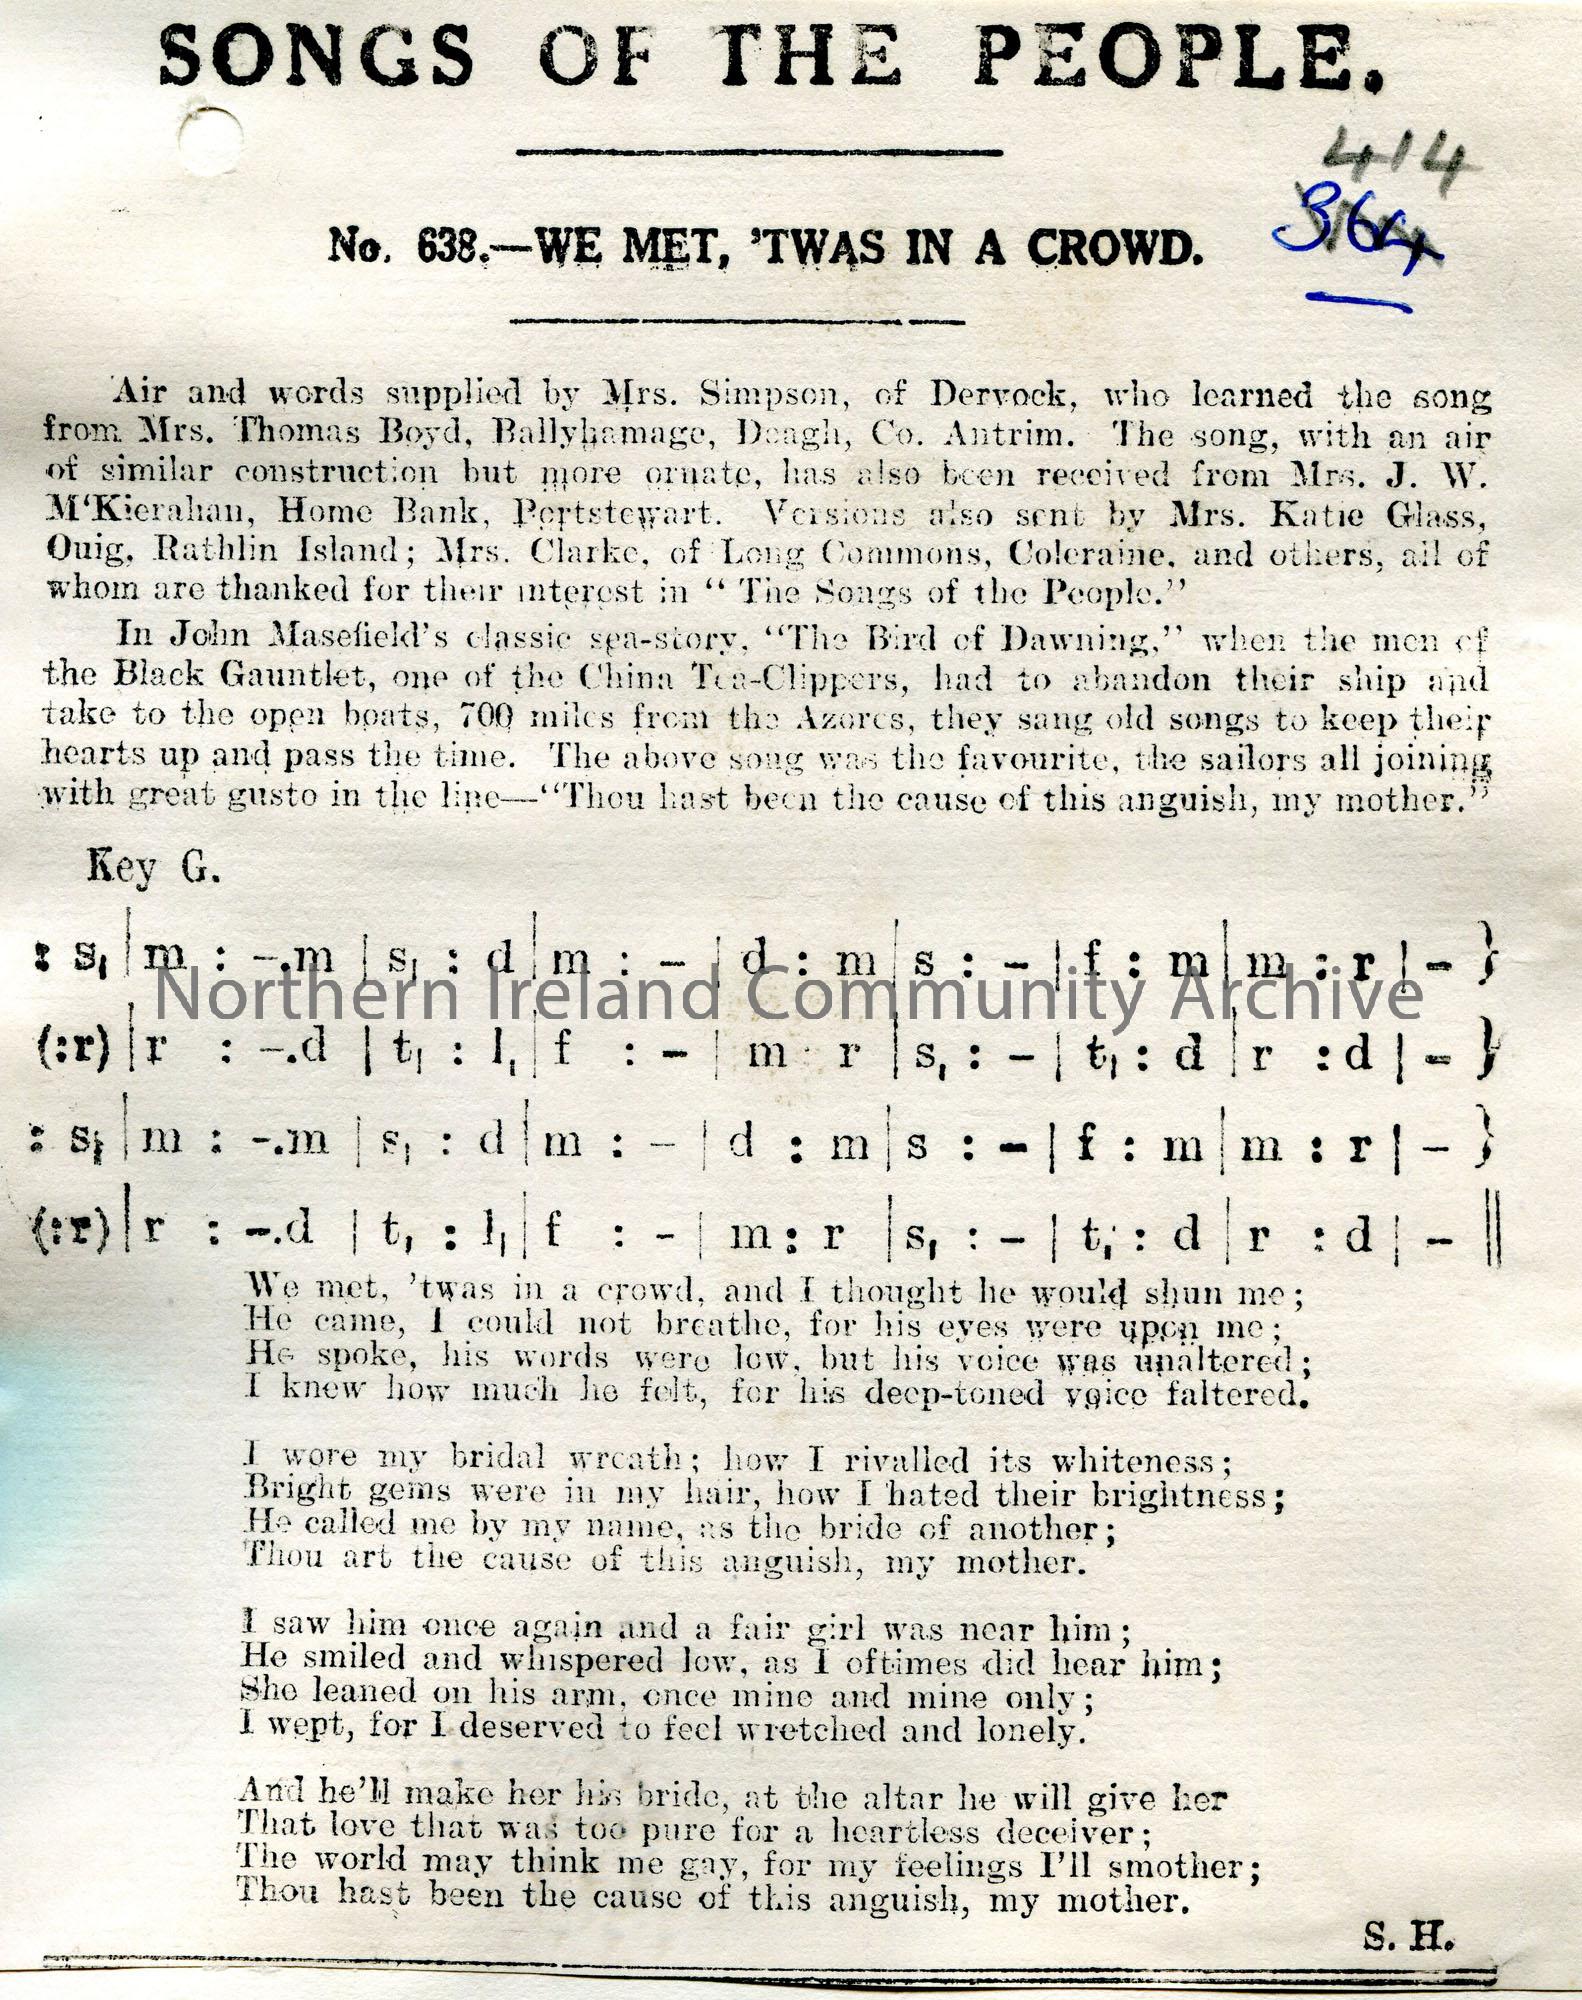 SONGS OF THE PEOPLE.
414
364
No. 638.—WE MET, 'TWAS IN A CROWD.
Air and words supplied by Mrs. Simpson, of Dervock, who learned the song
from Mrs. Thomas Boyd, Ballyhamage, Doagh, Co. Antrim. The song, with an air
of similar construction but more ornate, has also been received from Mrs. J. W.
M'Kierahan, Home Bank, Portstewart. Versions also sent by Mrs. Katie Glass,
Ouig, Rathlin Island; Mrs. Clarke, of Long Commons, Coleraine, and others, all of
whom are thanked for their interest in "The Songs of the People."
In John Masefield's classic sea-story, "The Bird of Dawning," when the men of
the Black Gauntlet, one of the China Tea-Clippers, had to abandon their ship and
take to the open boats, 700 miles from the Azores, they sang old songs to keep their
hearts up and pass the time. The above song was the favourite, the sailors all joining
with great gusto in the line—"Thou hast been the cause of this anguish, my mother."
Key G.
: s₁ | m : –.m | s₁ : d | m : – | d : m | s : – | f : m | m : r | – }
Northern Ireland Community Archive
(:r) | r : –.d | t₁ : l₁ | f : – | m : r | s₁ : – | t₁ : d | r : d | – }
: s₁ | m : –.m | s₁ : d | m : – | d : m | s : – | f : m | m : r | – }
(:r) | r : –.d | t₁ : l₁ | f : – | m : r | s₁ : – | t₁ : d | r : d | – ||
We met, 'twas in a crowd, and I thought he would shun me;
He came, I could not breathe, for his eyes were upon me;
He spoke, his words were low, but his voice was unaltered;
I knew how much he felt, for his deep-toned voice faltered.
I wore my bridal wreath; how I rivalled its whiteness;
Bright gems were in my hair, how I hated their brightness;
He called me by my name, as the bride of another;
Thou art the cause of this anguish, my mother.
I saw him once again and a fair girl was near him;
He smiled and whispered low, as I oftimes did hear him;
She leaned on his arm, once mine and mine only;
I wept, for I deserved to feel wretched and lonely.
And he'll make her his bride, at the altar he will give her
That love that was too pure for a heartless deceiver;
The world may think me gay, for my feelings I'll smother;
Thou hast been the cause of this anguish, my mother.
S. H.